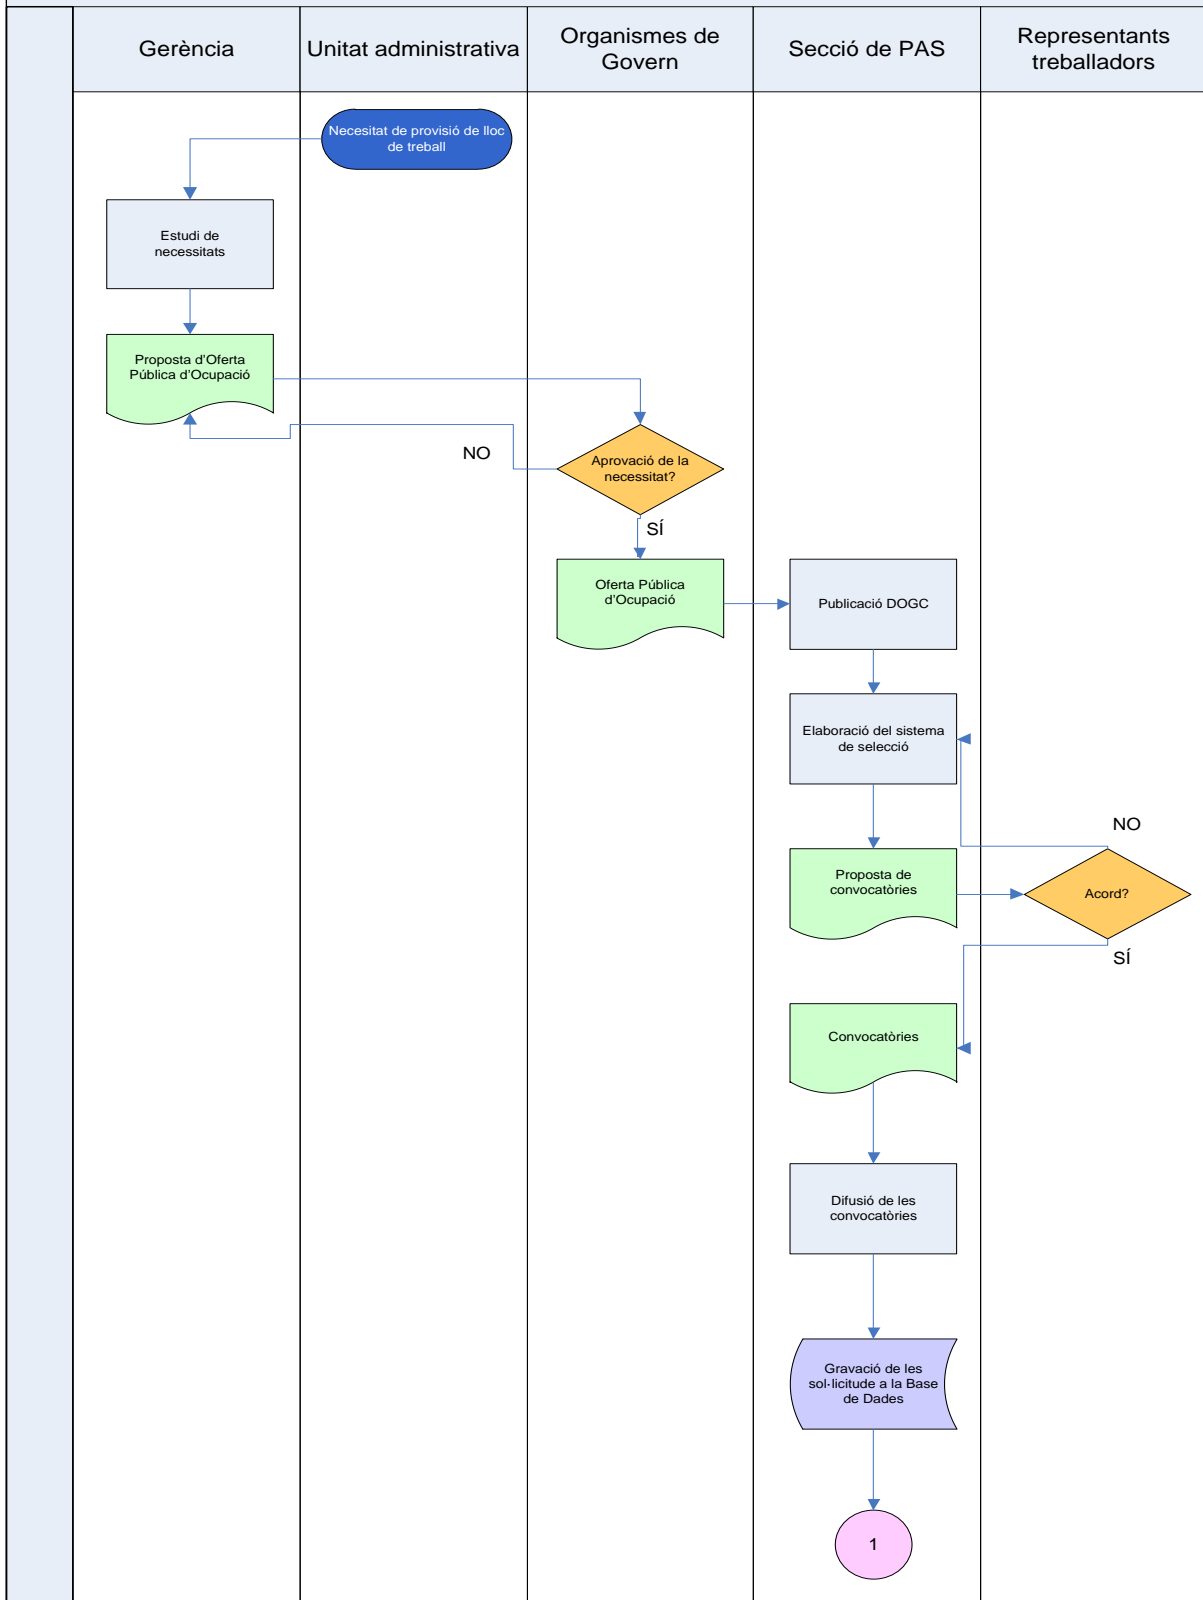 Gerència
Unitat administrativa
Organismes de
Govern
Secció de PAS
Representants
treballadors
Necesitat de provisió de lloc
de treball
Estudi de
necessitats
Proposta d'Oferta
Pública d'Ocupació
NO
Aprovació de la
necessitat?
SÍ
Oferta Pública
d'Ocupació
Publicació DOGC
Elaboració del sistema
de selecció
NO
Proposta de
convocatòries
Acord?
SÍ
Convocatòries
Difusió de les
convocatòries
Gravació de les
sol·licitude a la Base
de Dades
1